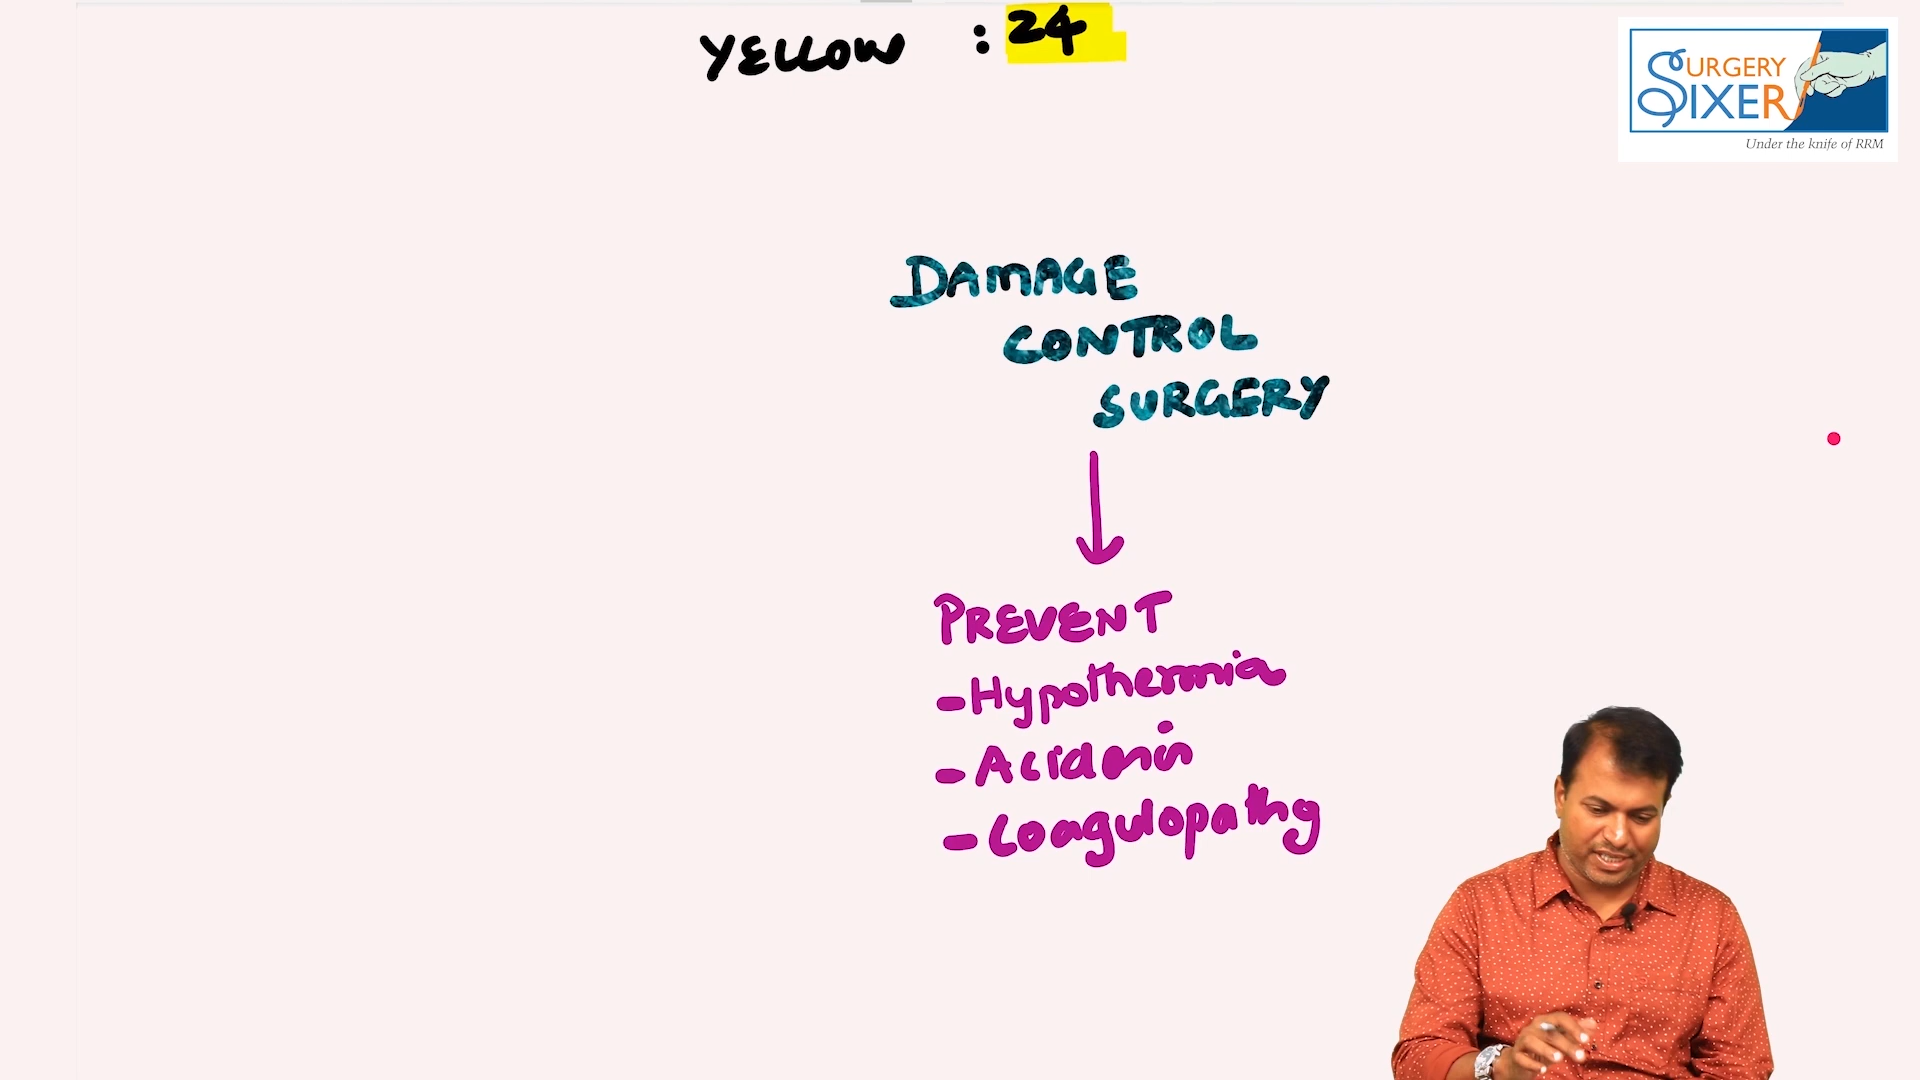 YELLOW : 24
SURGERY
SIXER
Under the knife of RRM
DAMAGE
CONTROL
SURGERY
PREVENT
- Hypothermia
- Acidosis
- Coagulopathy